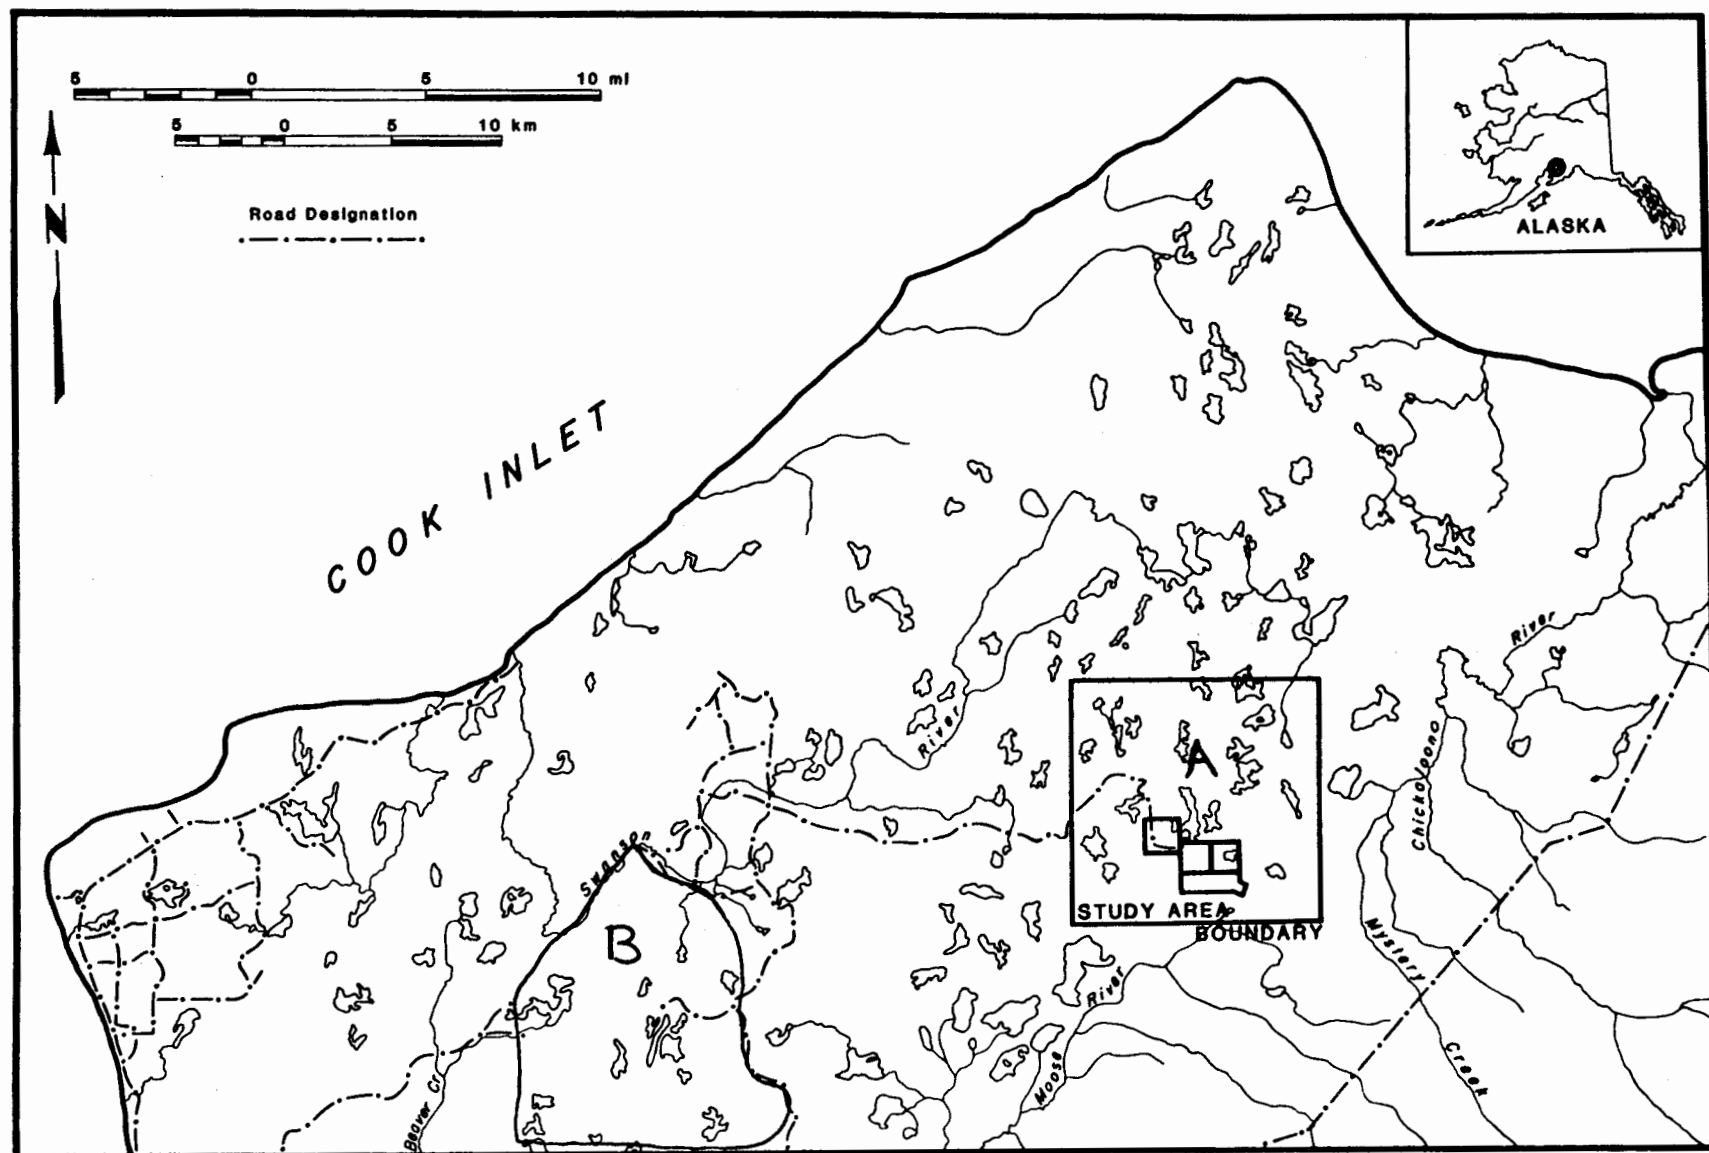 5 0 5 10 mi
5 0 5 10 km
N
Road Designation
ALASKA
COOK INLET
River
River
A
Chickaloona
Swanson
STUDY AREA
BOUNDARY
B
Mystery
River
Moose
Creek
Beaver Cr